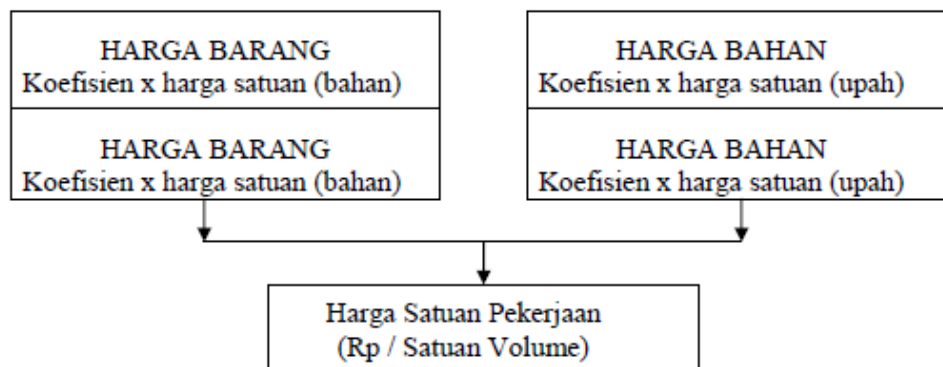 HARGA BARANG
Koefisien x harga satuan (bahan)
HARGA BARANG
Koefisien x harga satuan (bahan)
HARGA BAHAN
Koefisien x harga satuan (upah)
HARGA BAHAN
Koefisien x harga satuan (upah)
Harga Satuan Pekerjaan
(Rp / Satuan Volume)